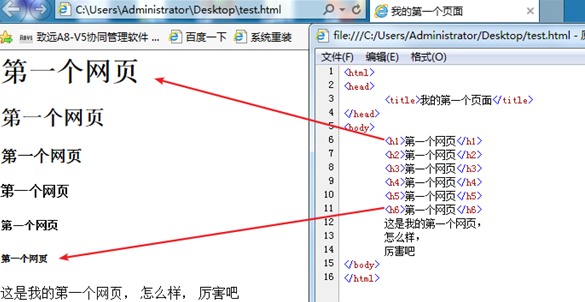 C:\Users\Administrator\Desktop\test.html
我的第一个页面
致远A8-V5协同管理软件...
百度一下
系统重装
第一个网页
第一个网页
第一个网页
第一个网页
第一个网页
第一个网页
这是我的第一个网页， 怎么样， 厉害吧
file:///C:/Users/Administrator/Desktop/test.html -
文件(F) 编辑(E) 格式(O)
1 <html>
2 <head>
3 <title>我的第一个页面</title>
4 </head>
5 <body>
6 <h1>第一个网页</h1>
7 <h2>第一个网页</h2>
8 <h3>第一个网页</h3>
9 <h4>第一个网页</h4>
10 <h5>第一个网页</h5>
11 <h6>第一个网页</h6>
12 这是我的第一个网页，
13 怎么样，
14 厉害吧
15 </body>
16 </html>